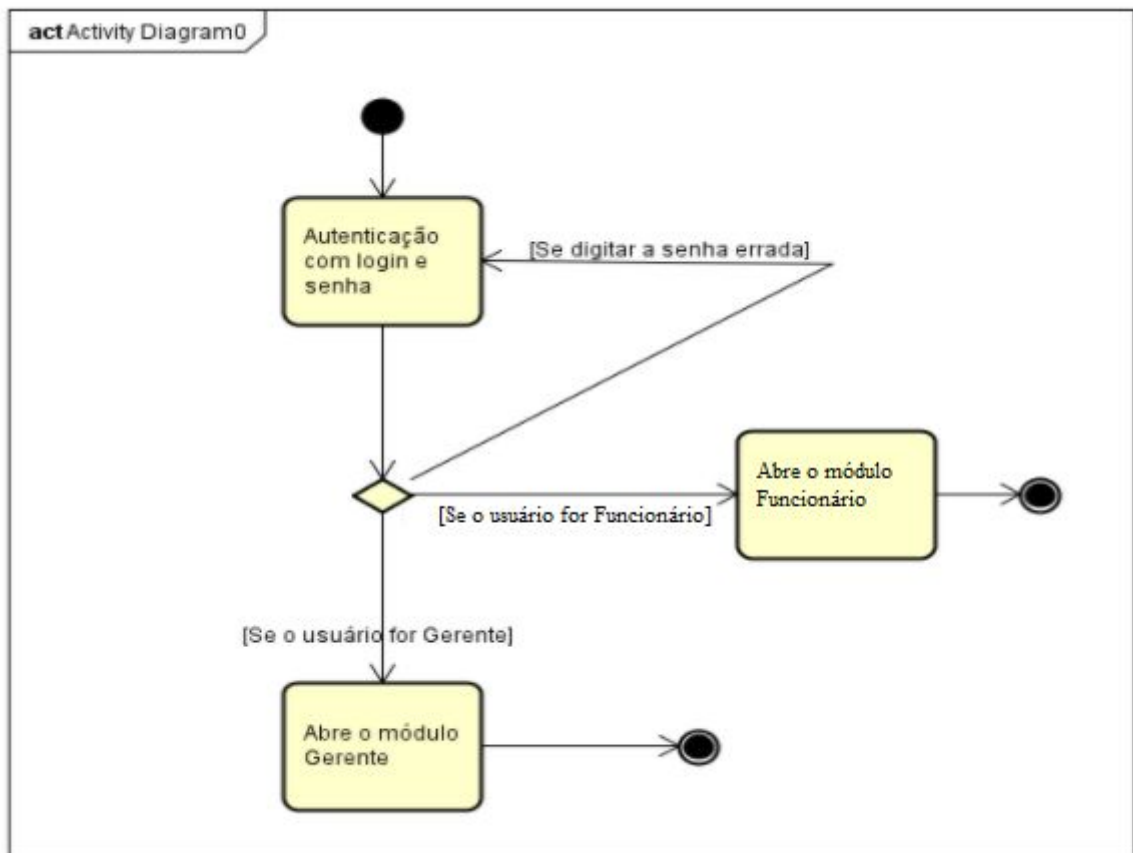 act Activity Diagram0
Autenticação
com login e
senha
[Se digitar a senha errada]
Abre o módulo
Funcionário
[Se o usuário for Funcionário]
[Se o usuário for Gerente]
Abre o módulo
Gerente